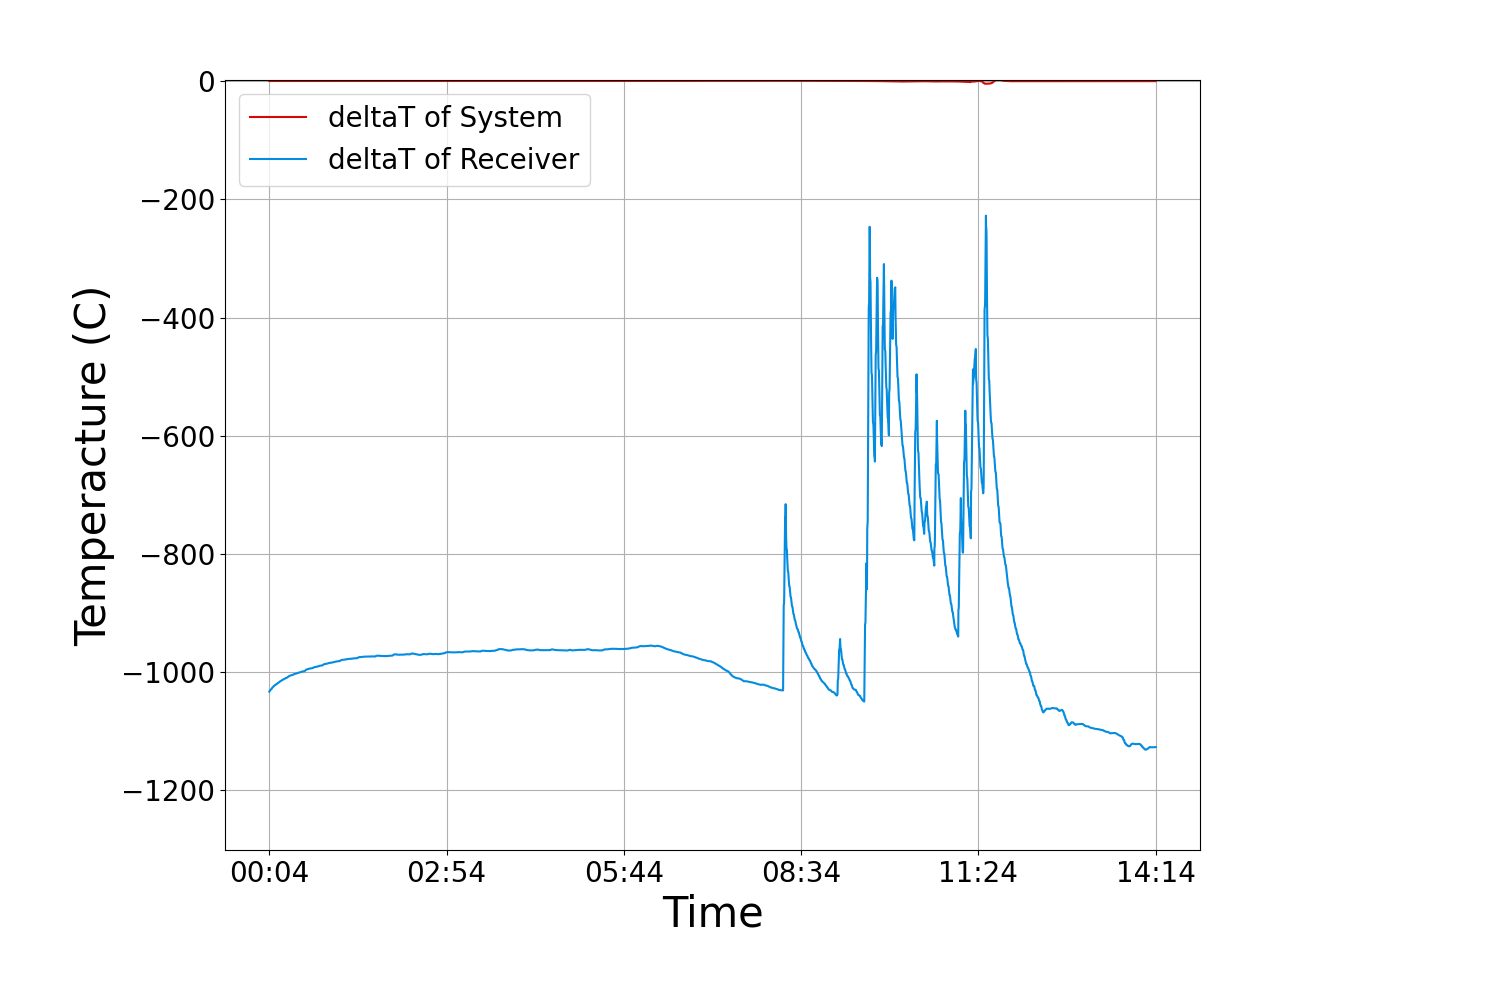 0
−200
−400
−600
−800
−1000
−1200
Temperacture (C)
deltaT of System
deltaT of Receiver
00:04 02:54 05:44 08:34 11:24 14:14
Time